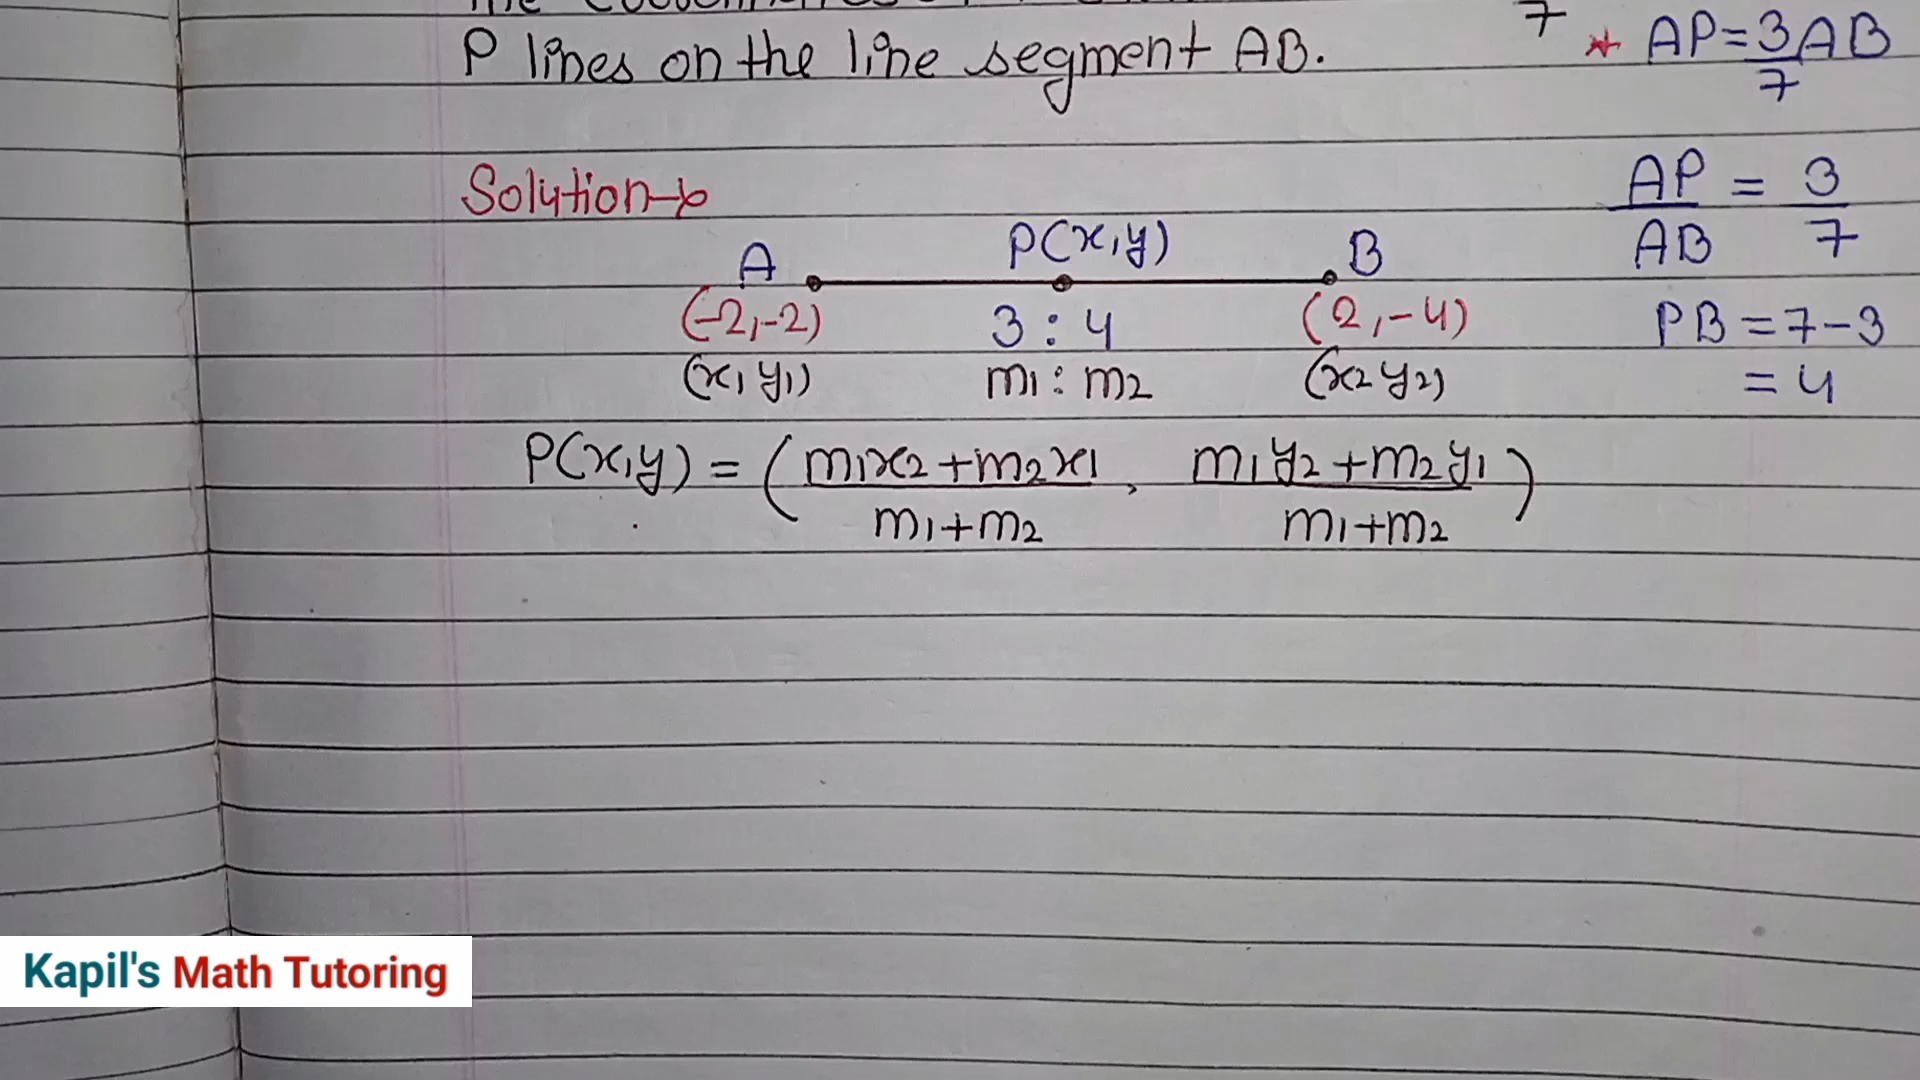 P lines on the line segment AB.
7
* AP = 3/7 AB
Solution→
AP/AB = 3/7
A P(x,y) B
(-2,-2) 3 : 4 (2,-4)
PB = 7-3
(x1 y1) m1 : m2 (x2 y2)
= 4
P(x,y) = ( m1x2+m2x1 / m1+m2 , m1y2+m2y1 / m1+m2 )
Kapil's Math Tutoring